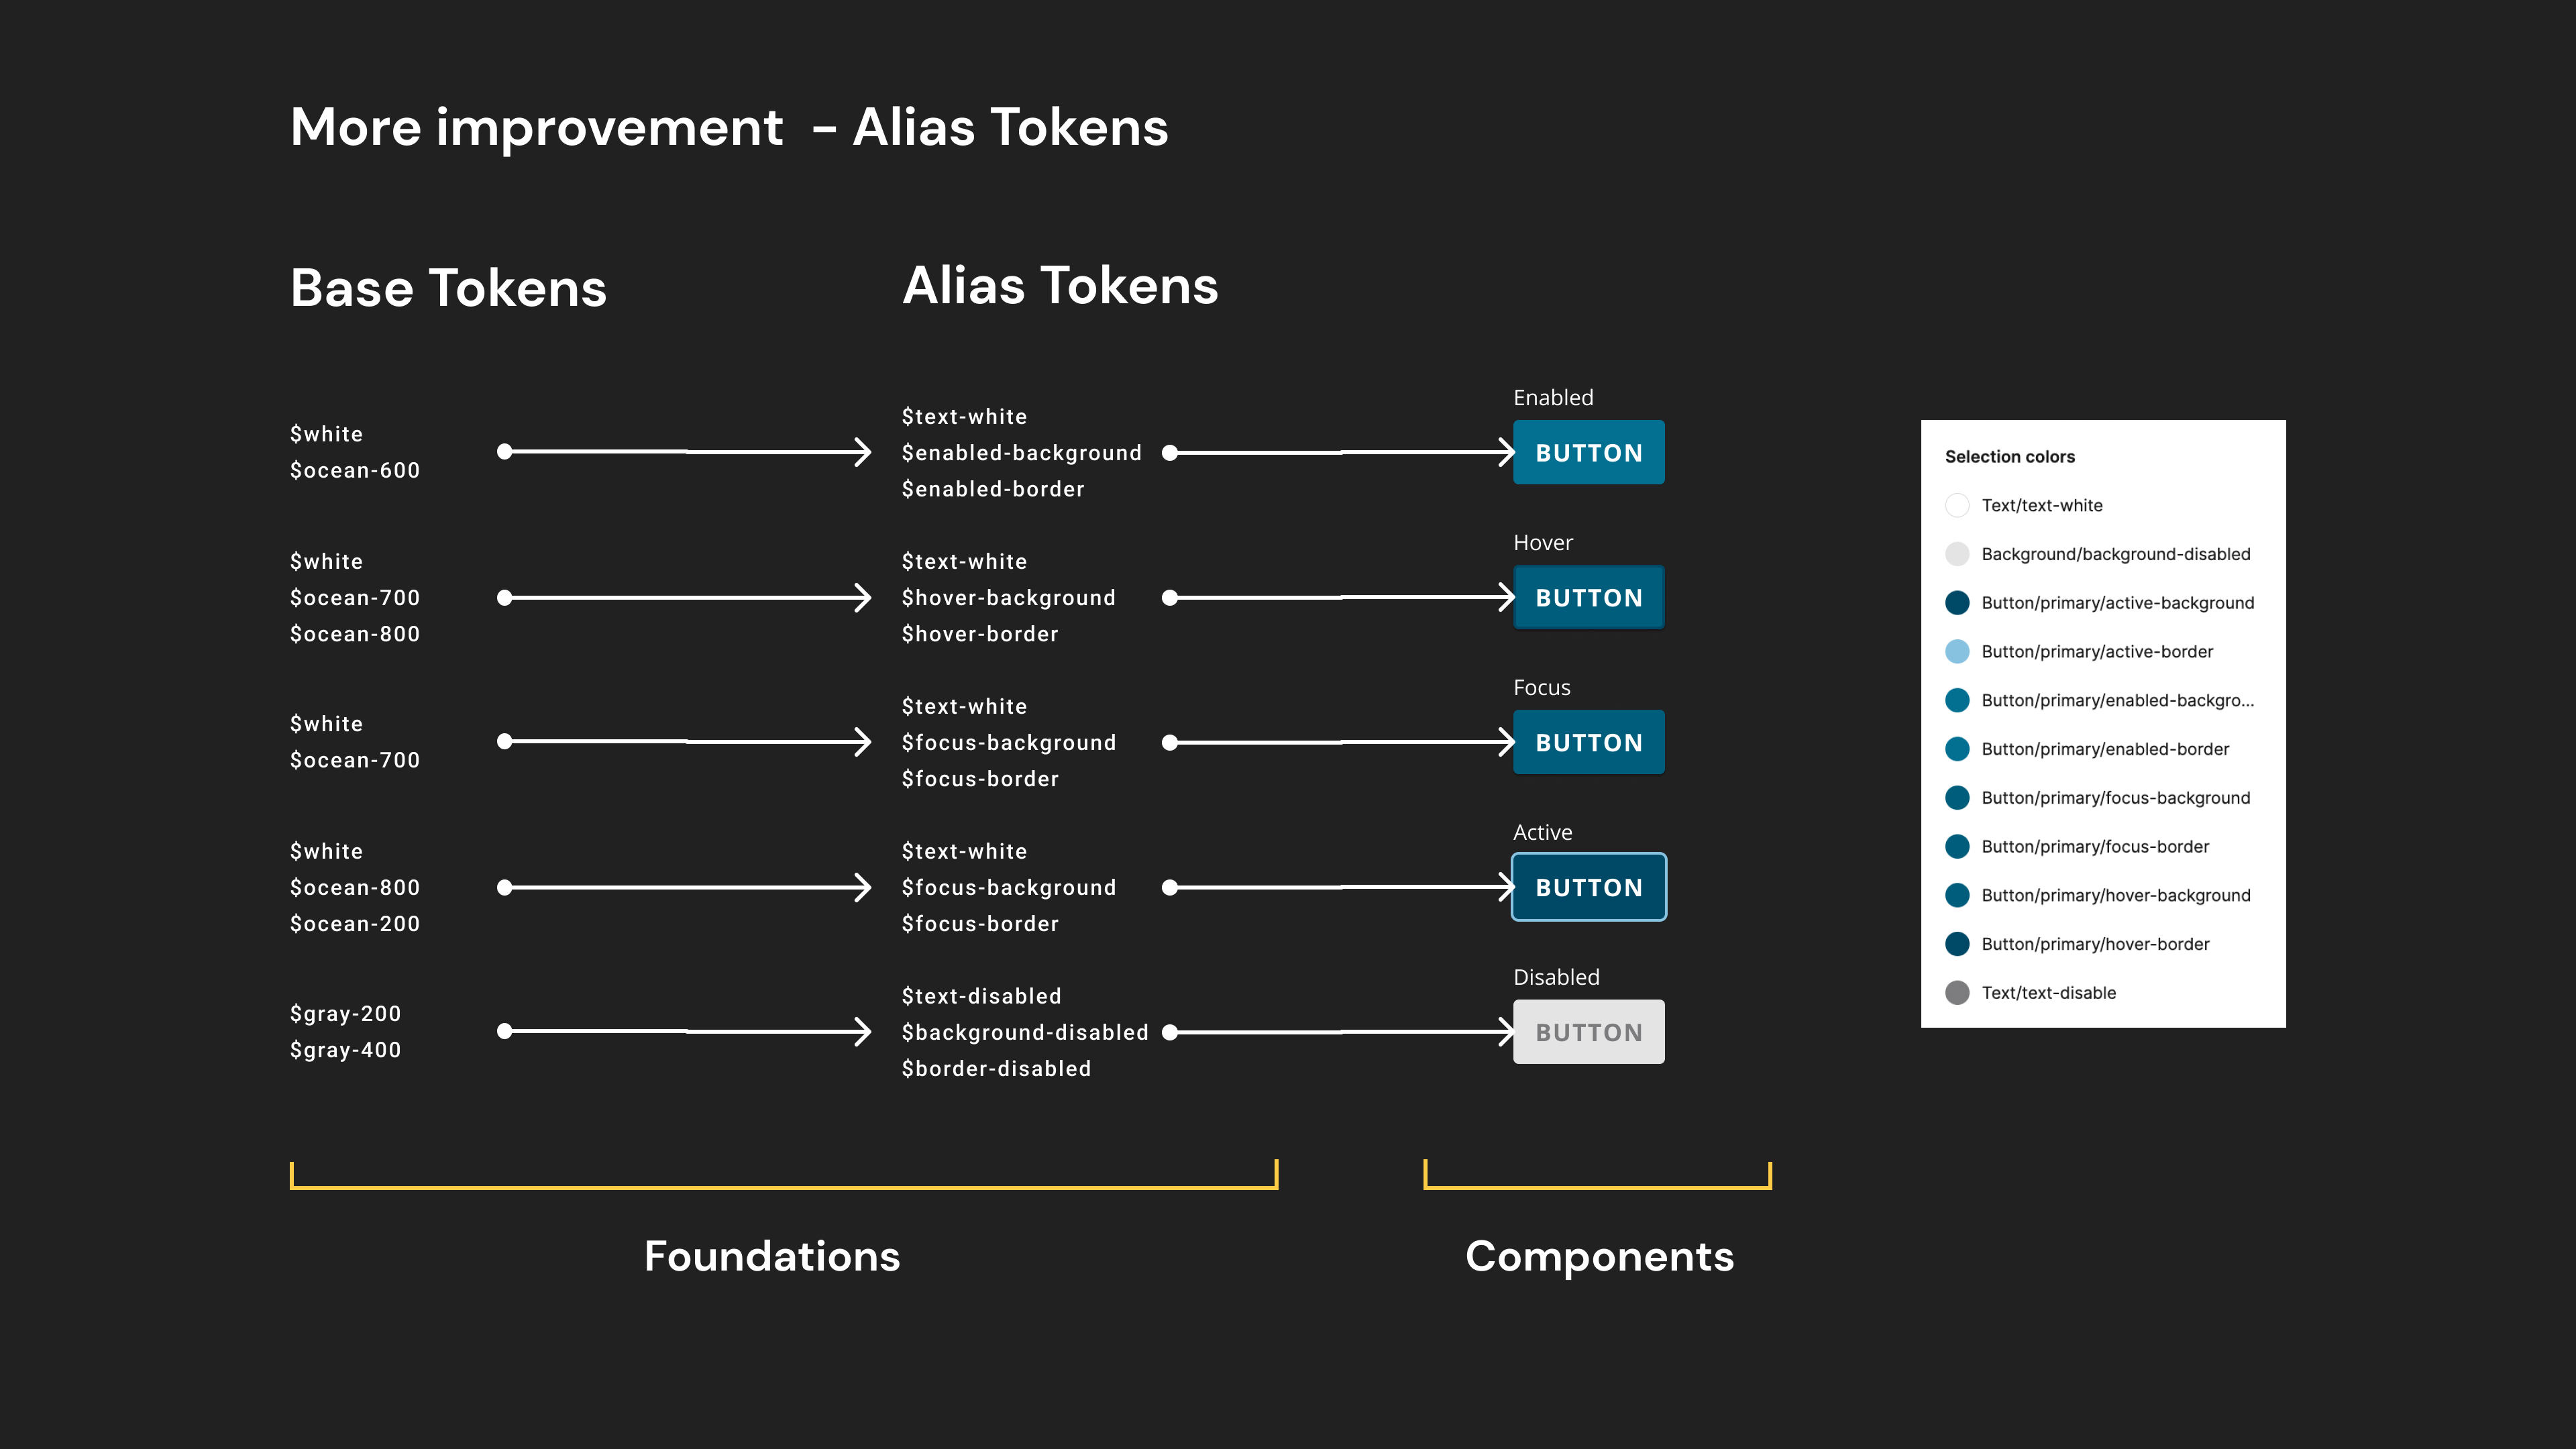 More improvement - Alias Tokens
Base Tokens
Alias Tokens
$white
$ocean-600
$text-white
$enabled-background
$enabled-border
Enabled
BUTTON
$white
$ocean-700
$ocean-800
$text-white
$hover-background
$hover-border
Hover
BUTTON
$white
$ocean-700
$text-white
$focus-background
$focus-border
Focus
BUTTON
$white
$ocean-800
$ocean-200
$text-white
$focus-background
$focus-border
Active
BUTTON
$gray-200
$gray-400
$text-disabled
$background-disabled
$border-disabled
Disabled
BUTTON
Selection colors
Text/text-white
Background/background-disabled
Button/primary/active-background
Button/primary/active-border
Button/primary/enabled-backgro...
Button/primary/enabled-border
Button/primary/focus-background
Button/primary/focus-border
Button/primary/hover-background
Button/primary/hover-border
Text/text-disable
Foundations
Components